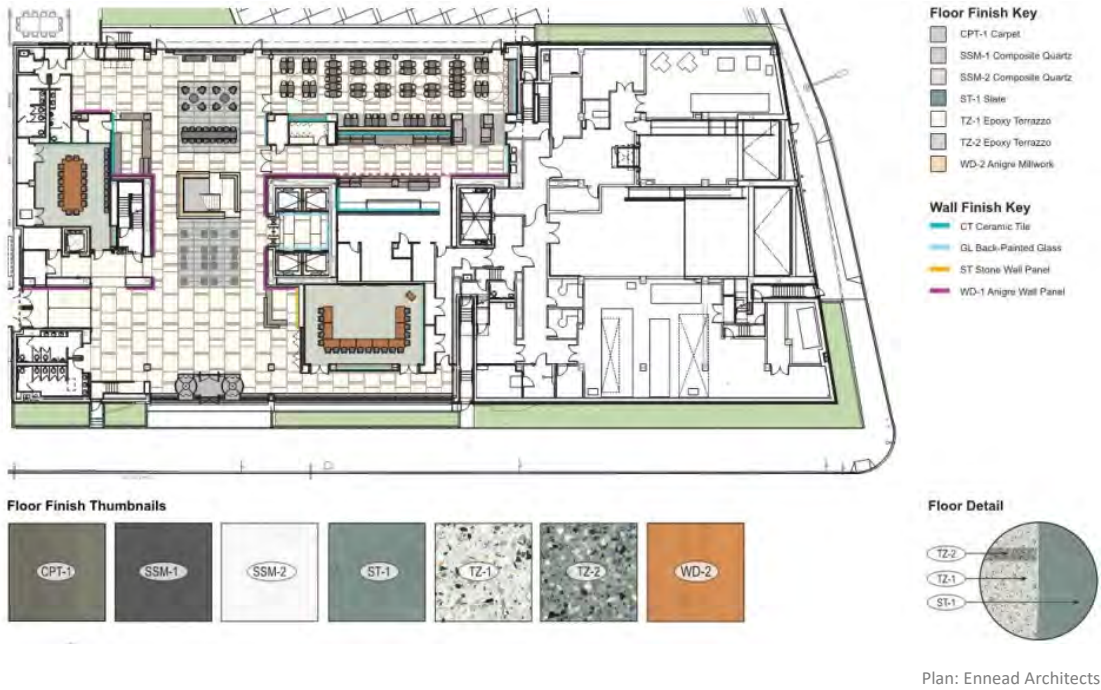 Floor Finish Key
CPT-1 Carpet
SSM-1 Composite Quartz
SSM-2 Composite Quartz
ST-1 Slate
TZ-1 Epoxy Terrazzo
TZ-2 Epoxy Terrazzo
WD-2 Anigre Millwork
Wall Finish Key
CT Ceramic Tile
GL Back-Painted Glass
ST Stone Wall Panel
WD-1 Anigre Wall Panel
Floor Finish Thumbnails
CPT-1
SSM-1
SSM-2
ST-1
TZ-1
TZ-2
WD-2
Floor Detail
TZ-2
TZ-1
ST-1
Plan: Ennead Architects